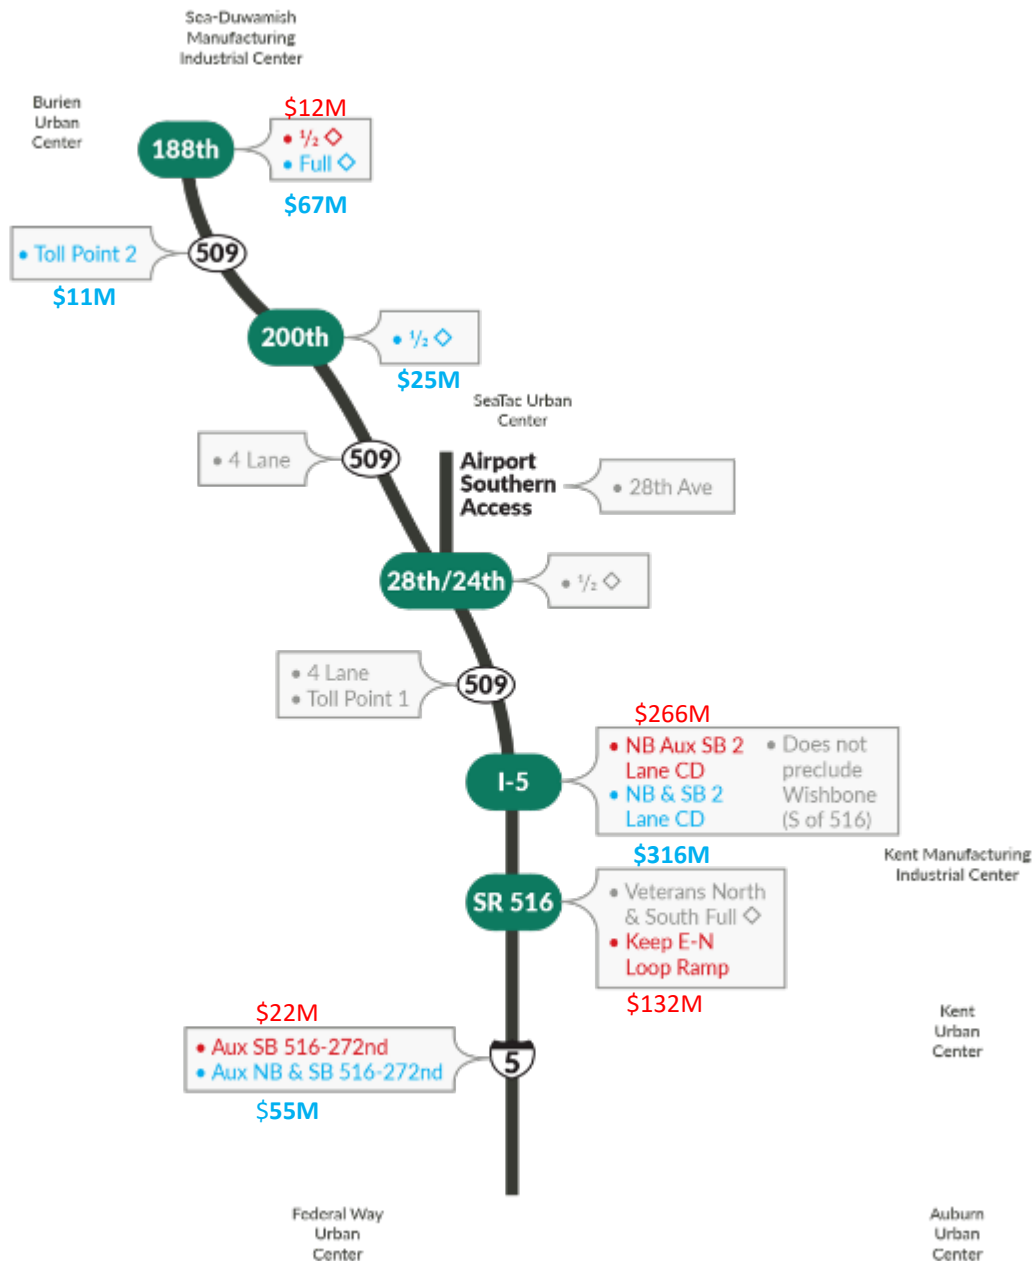 Sea-Duwamish
Manufacturing
Industrial Center
Burien
Urban
Center
$12M
188th
• ½ ◇
• Full ◇
$67M
• Toll Point 2
509
$11M
200th
• ½ ◇
$25M
SeaTac Urban
Center
• 4 Lane
509
Airport
Southern
Access
• 28th Ave
28th/24th
• ½ ◇
• 4 Lane
• Toll Point 1
509
$266M
I-5
• NB Aux SB 2
Lane CD
• NB & SB 2
Lane CD
• Does not
preclude
Wishbone
(S of 516)
$316M
Kent Manufacturing
Industrial Center
SR 516
• Veterans North
& South Full ◇
• Keep E-N
Loop Ramp
$132M
$22M
• Aux SB 516-272nd
• Aux NB & SB 516-272nd
5
$55M
Kent
Urban
Center
Federal Way
Urban
Center
Auburn
Urban
Center